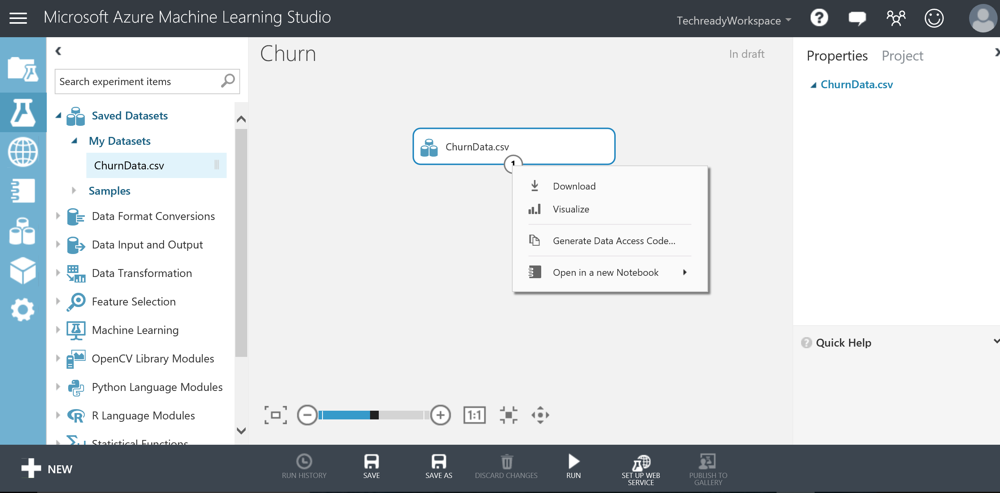 Microsoft Azure Machine Learning Studio
TechreadyWorkspace
?
Search experiment items
Saved Datasets
My Datasets
ChurnData.csv
Samples
Data Format Conversions
Data Input and Output
Data Transformation
Feature Selection
Machine Learning
OpenCV Library Modules
Python Language Modules
R Language Modules
Statistical Functions
Churn
In draft
ChurnData.csv
1
Download
Visualize
Generate Data Access Code...
Open in a new Notebook
1:1
Properties
Project
ChurnData.csv
? Quick Help
NEW
RUN HISTORY
SAVE
SAVE AS
DISCARD CHANGES
RUN
SET UP WEB
SERVICE
PUBLISH TO
GALLERY